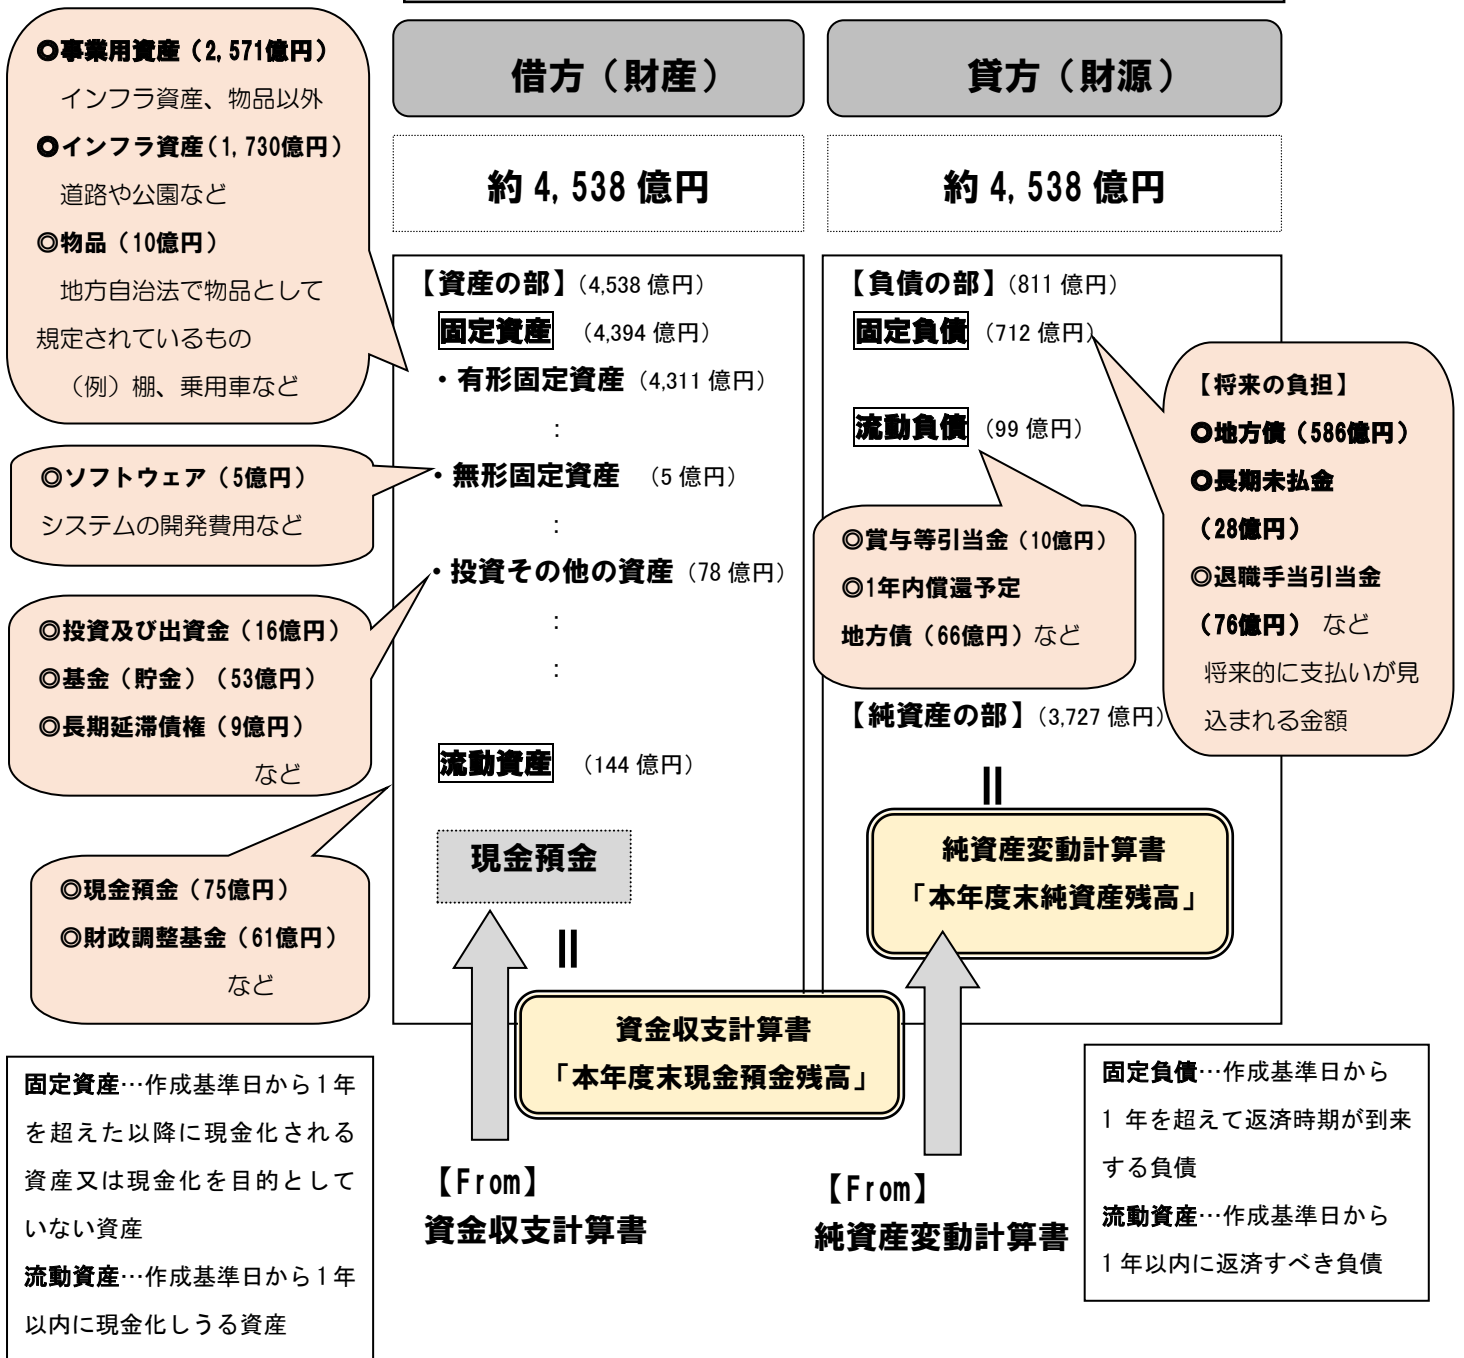 ○事業用資産（2,571億円）
インフラ資産、物品以外
○インフラ資産（1,730億円）
道路や公園など
◎物品（10億円）
地方自治法で物品として
規定されているもの
（例）棚、乗用車など
◎ソフトウェア（5億円）
システムの開発費用など
◎投資及び出資金（16億円）
◎基金（貯金）（53億円）
◎長期延滞債権（9億円）
など
◎現金預金（75億円）
◎財政調整基金（61億円）
など
借方（財産）
約 4,538 億円
【資産の部】（4,538 億円）
固定資産 （4,394 億円）
・有形固定資産（4,311 億円）
：
・無形固定資産 （5 億円）
：
・投資その他の資産（78 億円）
：
：
流動資産 （144 億円）
現金預金
||
資金収支計算書
「本年度末現金預金残高」
【From】
資金収支計算書
貸方（財源）
約 4,538 億円
【負債の部】（811 億円）
固定負債（712 億円）
流動負債（99 億円）
◎賞与等引当金（10億円）
◎1年内償還予定
地方債（66億円）など
【純資産の部】（3,727 億円）
||
純資産変動計算書
「本年度末純資産残高」
【From】
純資産変動計算書
【将来の負担】
○地方債（586億円）
○長期未払金
（28億円）
◎退職手当引当金
（76億円） など
将来的に支払いが見
込まれる金額
固定資産…作成基準日から１年
を超えた以降に現金化される
資産又は現金化を目的として
いない資産
流動資産…作成基準日から１年
以内に現金化しうる資産
固定負債…作成基準日から
１ 年を超えて返済時期が到来
する負債
流動資産…作成基準日から
１年以内に返済すべき負債